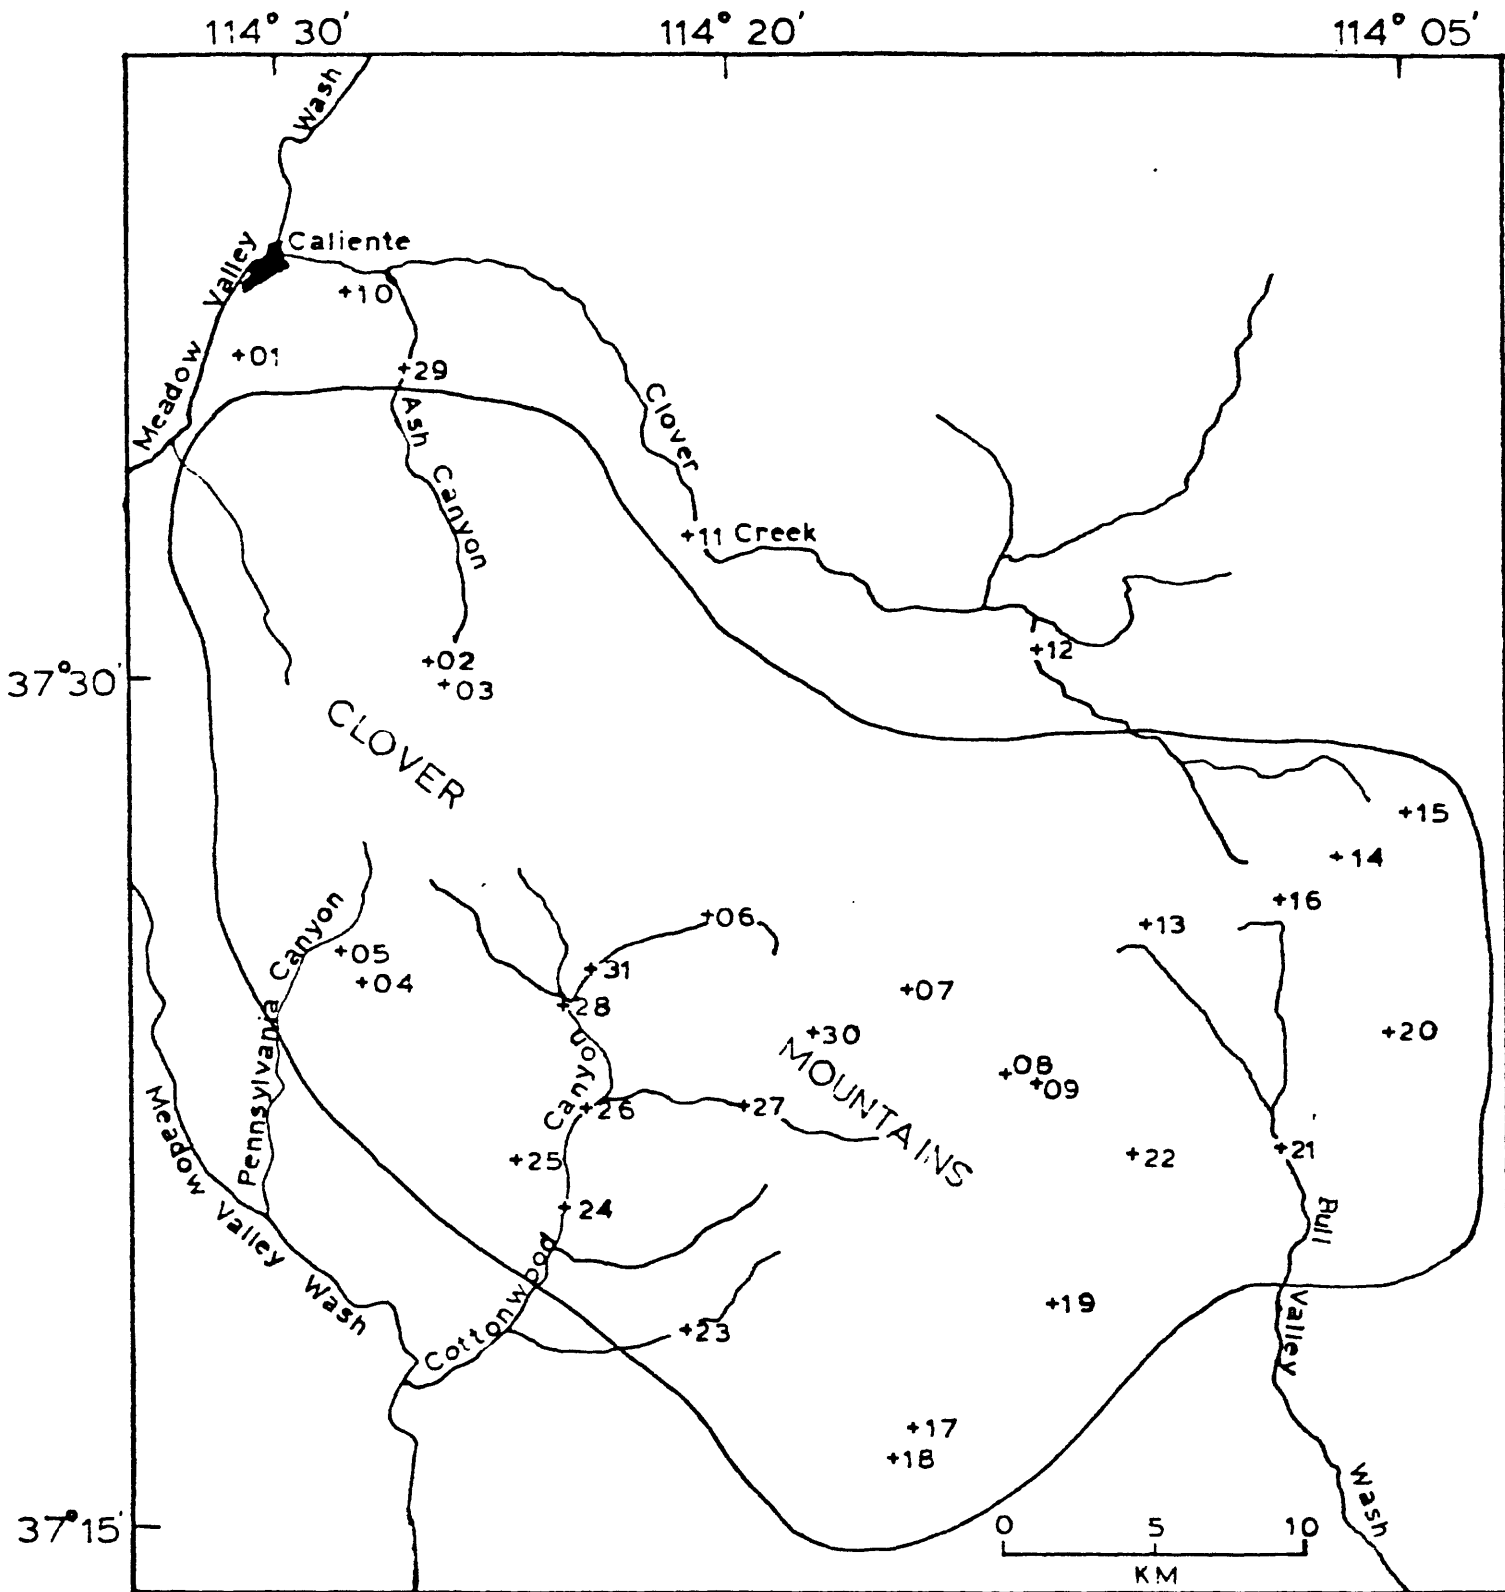 114° 30'
114° 20'
114° 05'
Wash
Caliente
Valley
Meadow
+10
+01
+29
Ash Canyon
Clover
+11 Creek
+12
+02
+03
37°30'
CLOVER
+15
+14
+16
+13
+06
Pennsylvania Canyon
+05
+04
+31
+28
+07
+30
+20
MOUNTAINS
+08
+09
Canyon
+26
+27
+25
+22
+21
+24
Meadow Valley Wash
Cottonwood
Bull
Valley
Wash
+19
+23
+17
+18
37°15'
0 5 10
KM